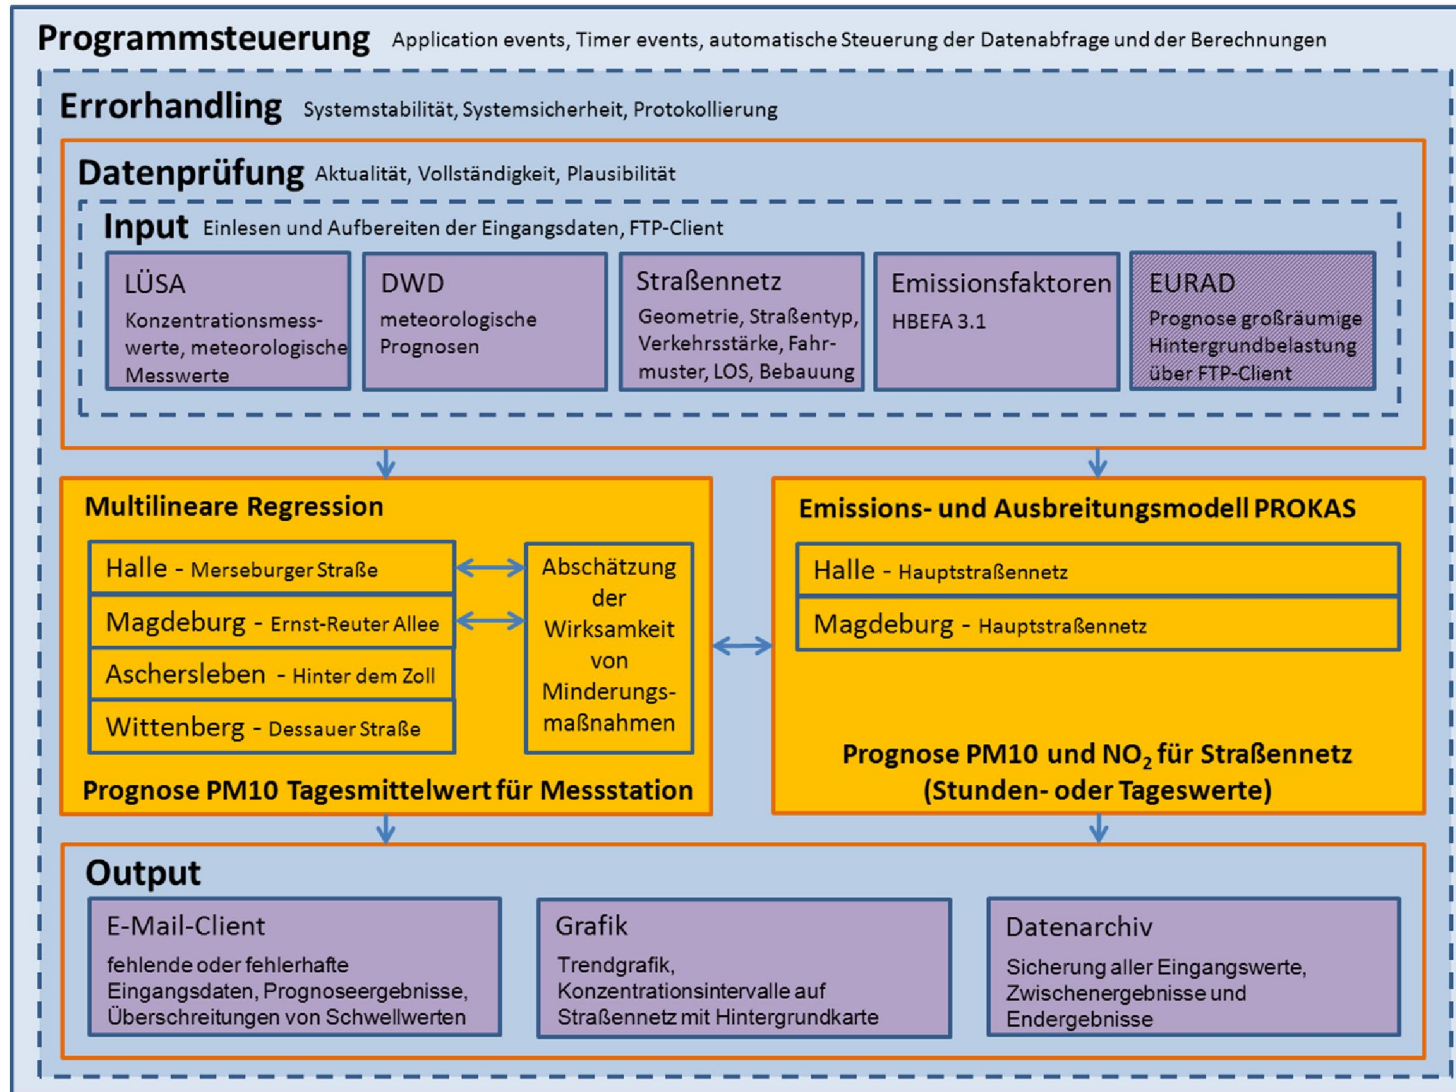 Programmsteuerung Application events, Timer events, automatische Steuerung der Datenabfrage und der Berechnungen
Errorhandling Systemstabilität, Systemsicherheit, Protokollierung
Datenprüfung Aktualität, Vollständigkeit, Plausibilität
Input Einlesen und Aufbereiten der Eingangsdaten, FTP-Client
LÜSA
Konzentrationsmess-
werte, meteorologische
Messwerte
DWD
meteorologische
Prognosen
Straßennetz
Geometrie, Straßentyp,
Verkehrsstärke, Fahr-
muster, LOS, Bebauung
Emissionsfaktoren
HBEFA 3.1
EURAD
Prognose großräumige
Hintergrundbelastung
über FTP-Client
Multilineare Regression
Halle - Merseburger Straße
Magdeburg - Ernst-Reuter Allee
Aschersleben - Hinter dem Zoll
Wittenberg - Dessauer Straße
Abschätzung
der
Wirksamkeit
von
Minderungs-
maßnahmen
Prognose PM10 Tagesmittelwert für Messstation
Emissions- und Ausbreitungsmodell PROKAS
Halle - Hauptstraßennetz
Magdeburg - Hauptstraßennetz
Prognose PM10 und NO₂ für Straßennetz
(Stunden- oder Tageswerte)
Output
E-Mail-Client
fehlende oder fehlerhafte
Eingangsdaten, Prognoseergebnisse,
Überschreitungen von Schwellwerten
Grafik
Trendgrafik,
Konzentrationsintervalle auf
Straßennetz mit Hintergrundkarte
Datenarchiv
Sicherung aller Eingangswerte,
Zwischenergebnisse und
Endergebnisse